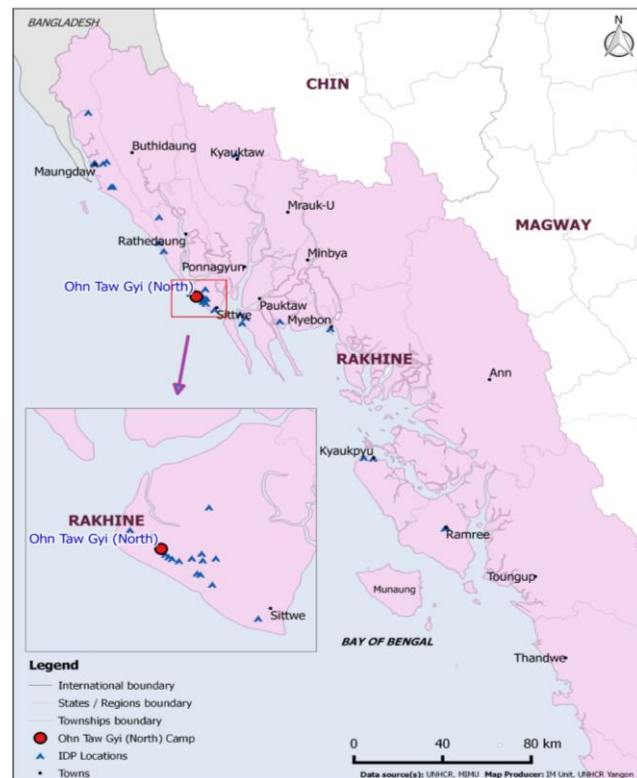 BANGLADESH
N
CHIN
Buthidaung
Kyauktaw
Maungdaw
Mrauk-U
MAGWAY
Rathedaung
Minbya
Ponnagyun
Ohn Taw Gyi (North)
Pauktaw
Sittwe
Myebon
RAKHINE
Ann
Kyaukpyu
RAKHINE
Ohn Taw Gyi (North)
Ramree
Toungup
Munaung
Sittwe
BAY OF BENGAL
Thandwe
Legend
International boundary
States / Regions boundary
Townships boundary
Ohn Taw Gyi (North) Camp
IDP Locations
Towns
0 40 80 km
Data source(s): UNHCR, MIMU Map Producer: IM Unit, UNHCR Yangon